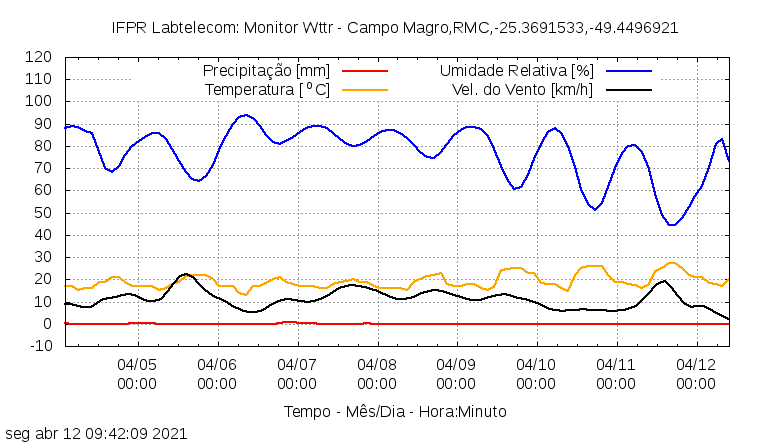 IFPR Labtelecom: Monitor Wttr - Campo Magro,RMC,-25.3691533,-49.4496921
Precipitação [mm]
Umidade Relativa [%]
Temperatura [⁰C]
Vel. do Vento [km/h]
120
110
100
90
80
70
60
50
40
30
20
10
0
-10
04/05 04/06 04/07 04/08 04/09 04/10 04/11 04/12
00:00 00:00 00:00 00:00 00:00 00:00 00:00 00:00
Tempo - Mês/Dia - Hora:Minuto
seg abr 12 09:42:09 2021